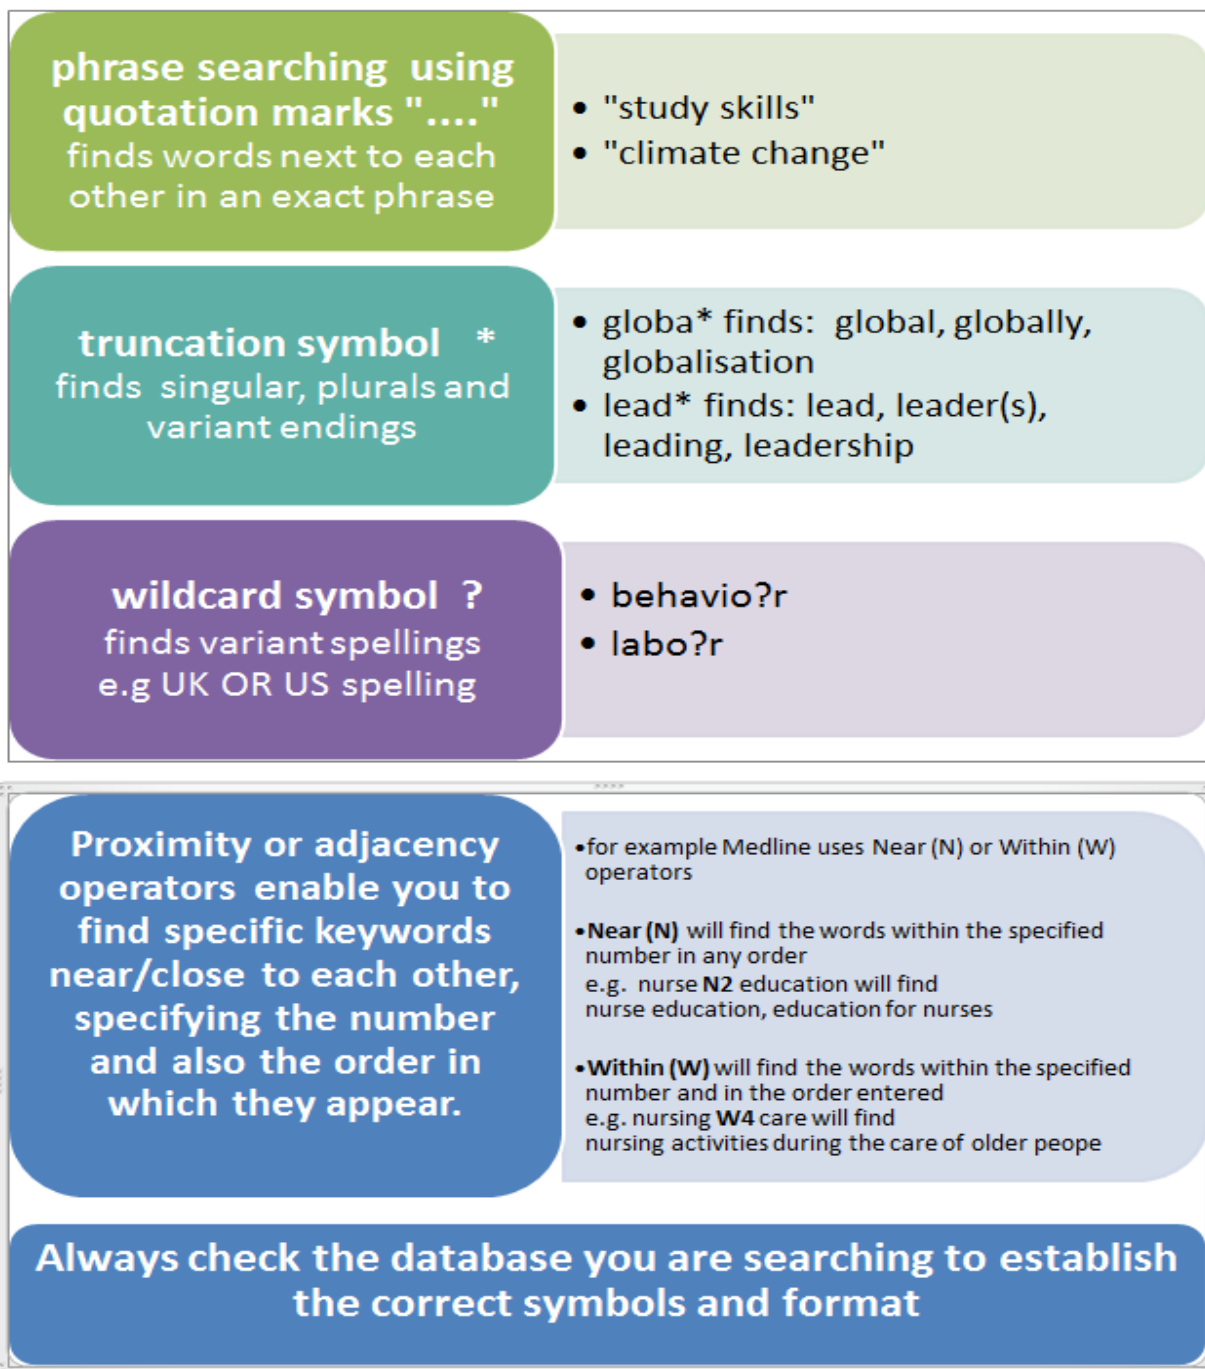 phrase searching using
quotation marks "...."
finds words next to each
other in an exact phrase
• "study skills"
• "climate change"
truncation symbol *
finds singular, plurals and
variant endings
• globa* finds: global, globally,
globalisation
• lead* finds: lead, leader(s),
leading, leadership
wildcard symbol ?
finds variant spellings
e.g UK OR US spelling
• behavio?r
• labo?r
Proximity or adjacency
operators enable you to
find specific keywords
near/close to each other,
specifying the number
and also the order in
which they appear.
•for example Medline uses Near (N) or Within (W)
operators
•Near (N) will find the words within the specified
number in any order
e.g. nurse N2 education will find
nurse education, education for nurses
•Within (W) will find the words within the specified
number and in the order entered
e.g. nursing W4 care will find
nursing activities during the care of older peope
Always check the database you are searching to establish
the correct symbols and format